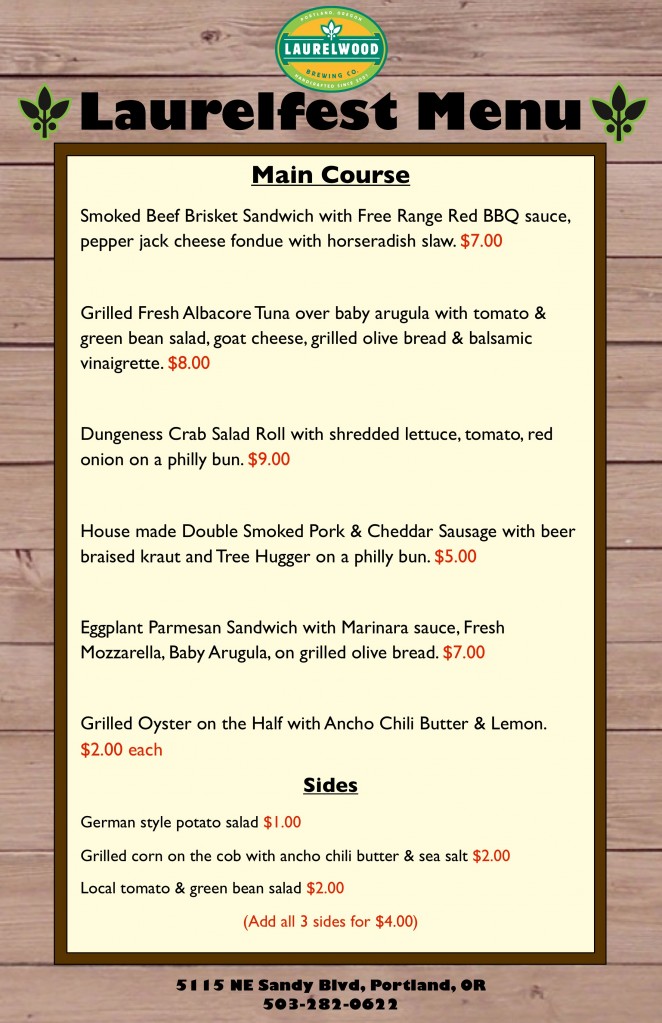 PORTLAND, OREGON
LAURELWOOD
BREWING CO.
HANDCRAFTED SINCE 2001
Laurelfest Menu
Main Course
Smoked Beef Brisket Sandwich with Free Range Red BBQ sauce,
pepper jack cheese fondue with horseradish slaw. $7.00
Grilled Fresh Albacore Tuna over baby arugula with tomato &
green bean salad, goat cheese, grilled olive bread & balsamic
vinaigrette. $8.00
Dungeness Crab Salad Roll with shredded lettuce, tomato, red
onion on a philly bun. $9.00
House made Double Smoked Pork & Cheddar Sausage with beer
braised kraut and Tree Hugger on a philly bun. $5.00
Eggplant Parmesan Sandwich with Marinara sauce, Fresh
Mozzarella, Baby Arugula, on grilled olive bread. $7.00
Grilled Oyster on the Half with Ancho Chili Butter & Lemon.
$2.00 each
Sides
German style potato salad $1.00
Grilled corn on the cob with ancho chili butter & sea salt $2.00
Local tomato & green bean salad $2.00
(Add all 3 sides for $4.00)
5115 NE Sandy Blvd, Portland, OR
503-282-0622